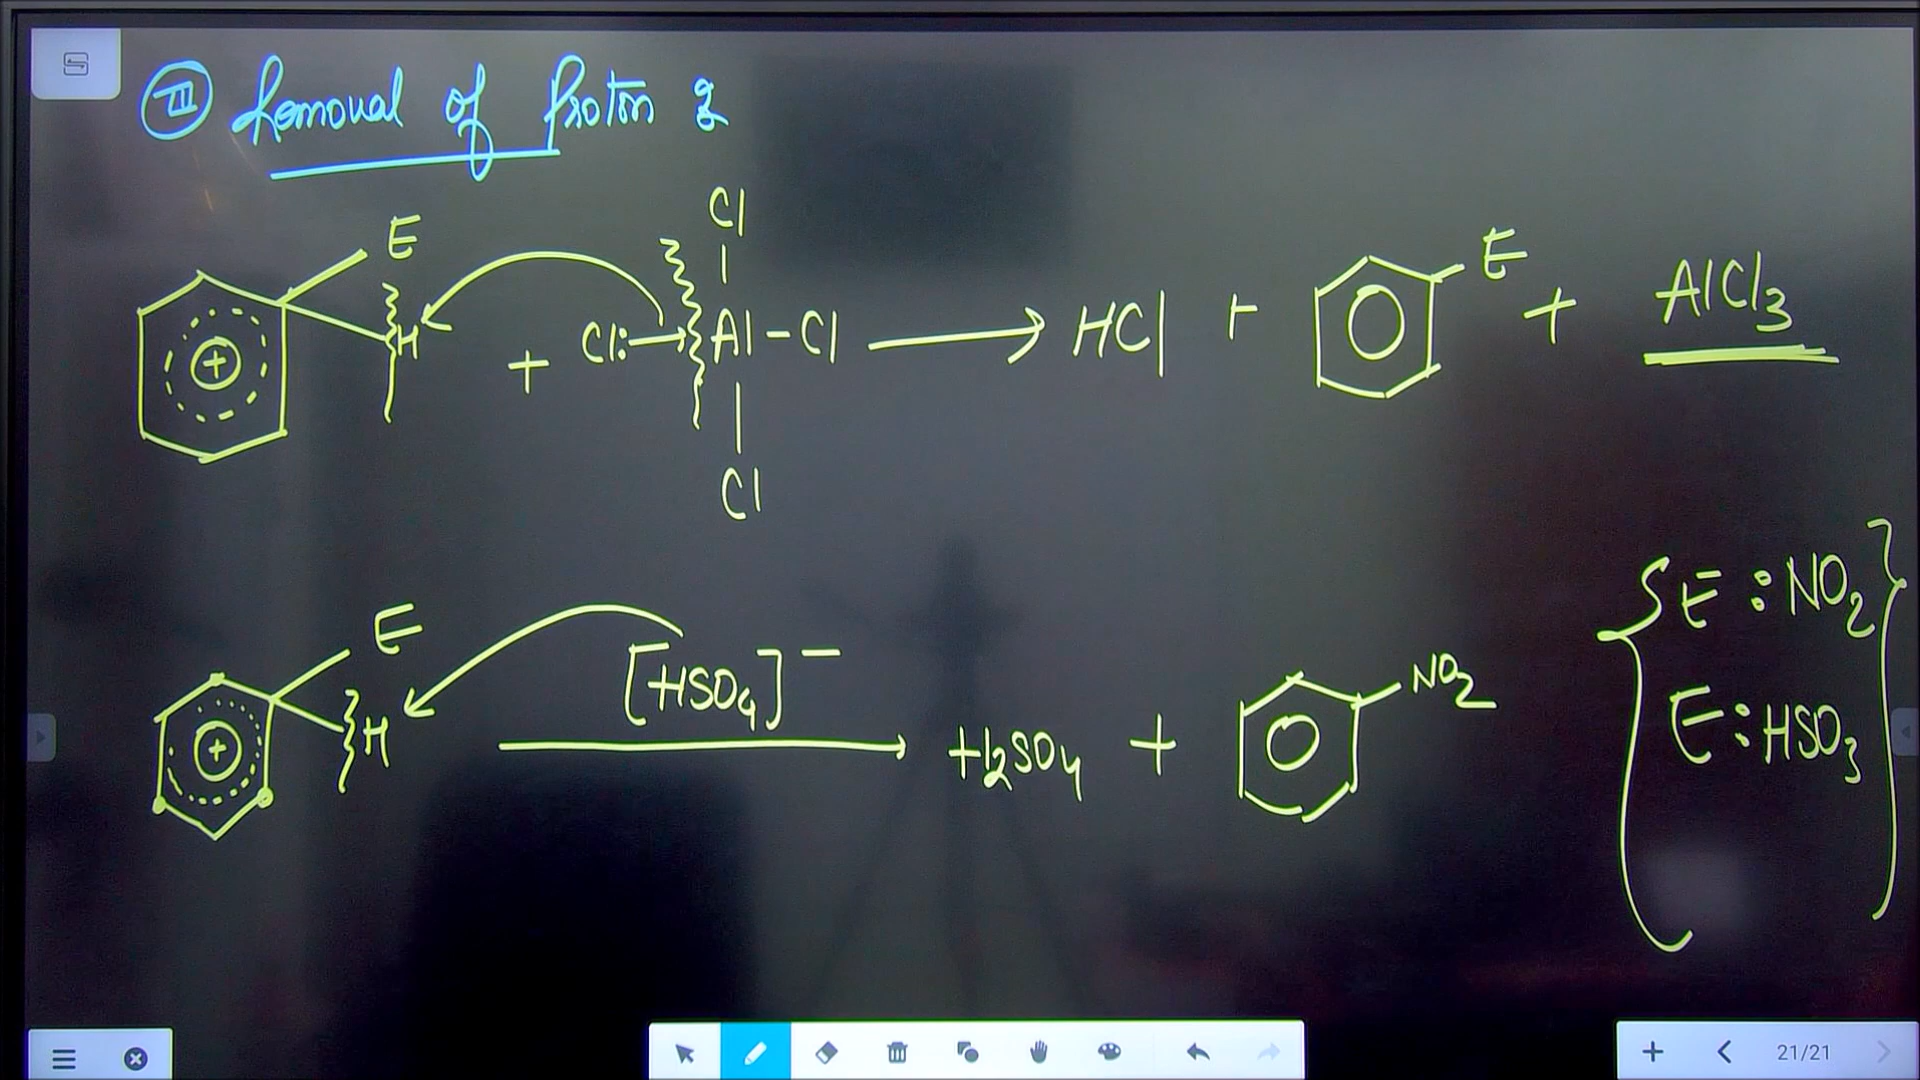 III Removal of Proton :
E
H + Cl: → Al - Cl → HCl + E + AlCl3
Cl
Cl
E
H [HSO4]⁻ → H2SO4 + NO2
{ E : NO2
E : HSO3 }
21/21